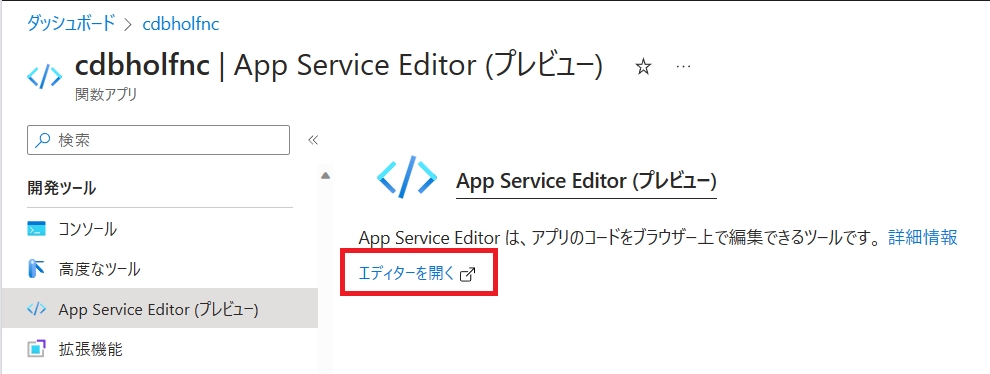 ダッシュボード > cdbholfnc
cdbholfnc | App Service Editor (プレビュー) ☆ ...
関数アプリ
検索 «
App Service Editor (プレビュー)
開発ツール
コンソール
App Service Editor は、アプリのコードをブラウザー上で編集できるツールです。 詳細情報
高度なツール
エディターを開く
App Service Editor (プレビュー)
拡張機能